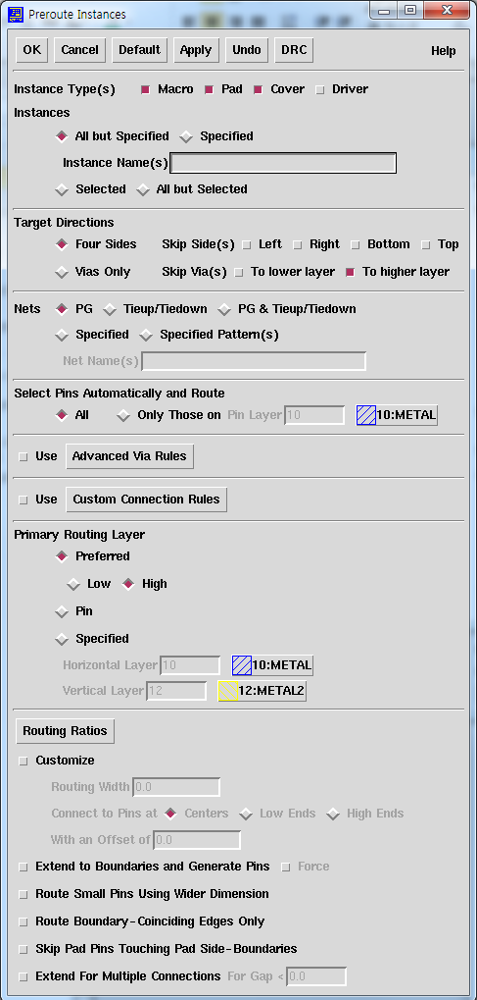 Preroute Instances
OK Cancel Default Apply Undo DRC Help
Instance Type(s) Macro Pad Cover Driver
Instances
All but Specified Specified
Instance Name(s)
Selected All but Selected
Target Directions
Four Sides Skip Side(s) Left Right Bottom Top
Vias Only Skip Via(s) To lower layer To higher layer
Nets PG Tieup/Tiedown PG & Tieup/Tiedown
Specified Specified Pattern(s)
Net Name(s)
Select Pins Automatically and Route
All Only Those on Pin Layer 10 10:METAL
Use Advanced Via Rules
Use Custom Connection Rules
Primary Routing Layer
Preferred
Low High
Pin
Specified
Horizontal Layer 10 10:METAL
Vertical Layer 12 12:METAL2
Routing Ratios
Customize
Routing Width 0.0
Connect to Pins at Centers Low Ends High Ends
With an Offset of 0.0
Extend to Boundaries and Generate Pins Force
Route Small Pins Using Wider Dimension
Route Boundary-Coinciding Edges Only
Skip Pad Pins Touching Pad Side-Boundaries
Extend For Multiple Connections For Gap < 0.0